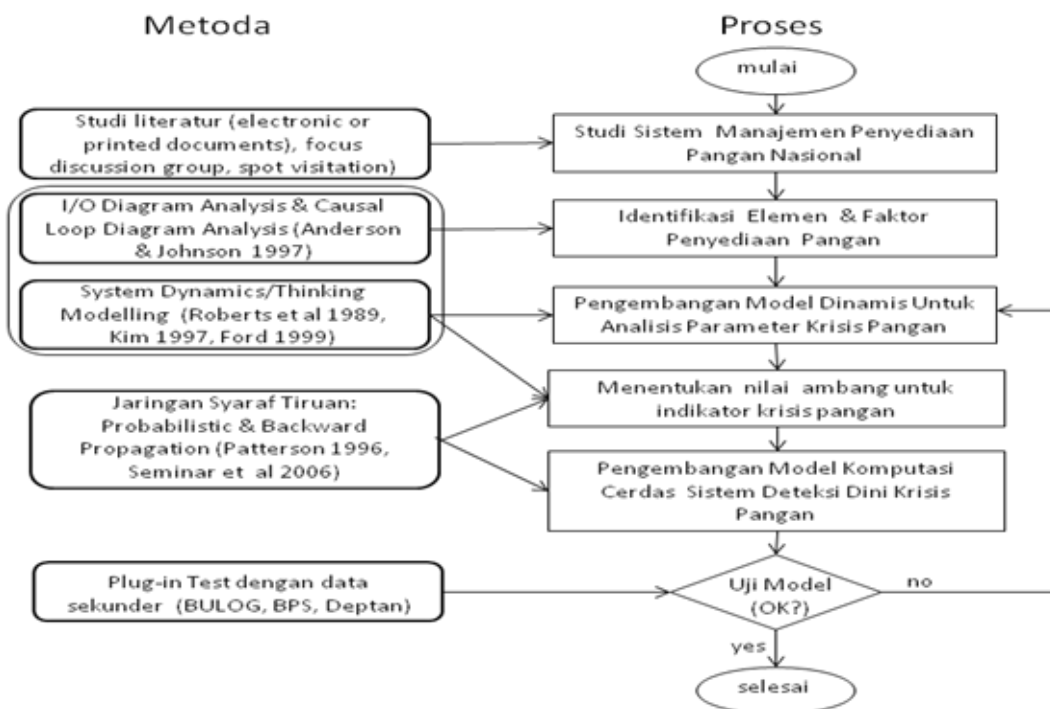 Metoda
Proses
mulai
Studi literatur (electronic or
printed documents), focus
discussion group, spot visitation)
Studi Sistem Manajemen Penyediaan
Pangan Nasional
I/O Diagram Analysis & Causal
Loop Diagram Analysis (Anderson
& Johnson 1997)
Identifikasi Elemen & Faktor
Penyediaan Pangan
System Dynamics/Thinking
Modelling (Roberts et al 1989,
Kim 1997, Ford 1999)
Pengembangan Model Dinamis Untuk
Analisis Parameter Krisis Pangan
Menentukan nilai ambang untuk
indikator krisis pangan
Jaringan Syaraf Tiruan:
Probabilistic & Backward
Propagation (Patterson 1996,
Seminar et al 2006)
Pengembangan Model Komputasi
Cerdas Sistem Deteksi Dini Krisis
Pangan
Plug-in Test dengan data
sekunder (BULOG, BPS, Deptan)
Uji Model
(OK?)
no
yes
selesai